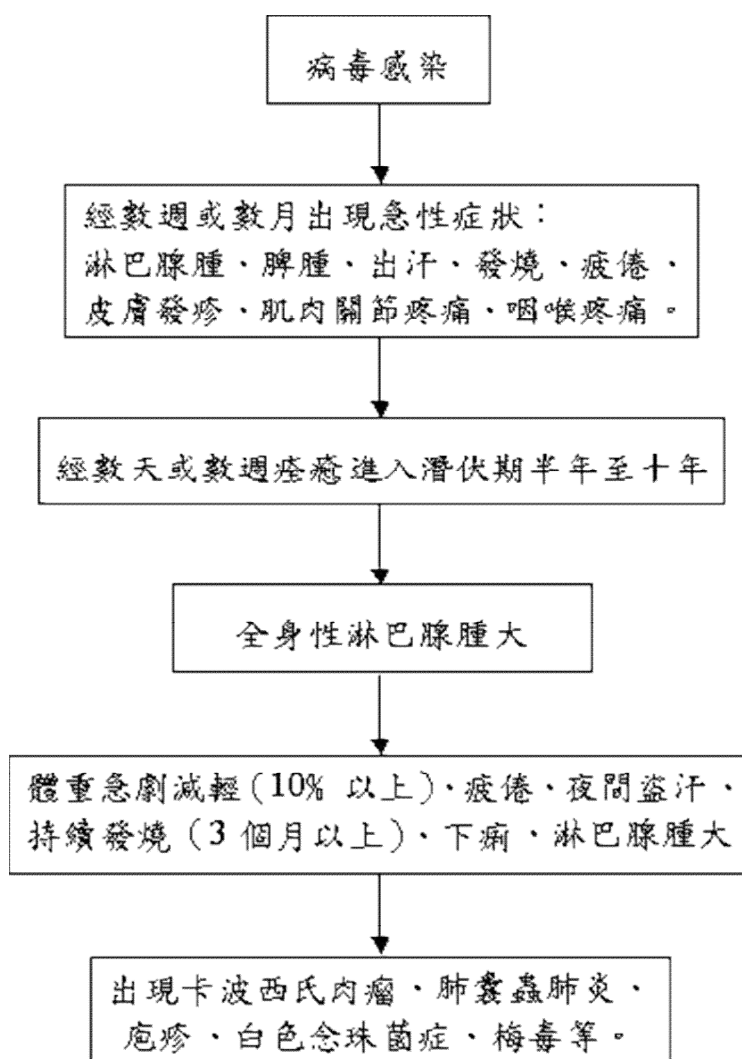 病毒感染
經數週或數月出現急性症狀：
淋巴腺腫、脾腫、出汗、發燒、疲倦、
皮膚發疹、肌肉關節疼痛、咽喉疼痛。
經數天或數週痊癒進入潛伏期半年至十年
全身性淋巴腺腫大
體重急劇減輕(10% 以上)、疲倦、夜間盜汗、
持續發燒 (3 個月以上)、下痢、淋巴腺腫大
出現卡波西氏肉瘤、肺囊蟲肺炎、
庖疹、白色念珠菌症、梅毒等。